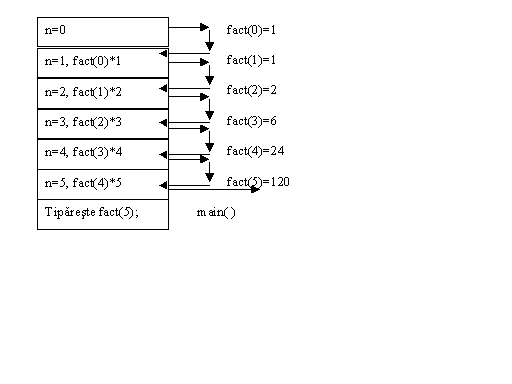 n=0 fact(0)=1
n=1, fact(0)*1 fact(1)=1
n=2, fact(1)*2 fact(2)=2
n=3, fact(2)*3 fact(3)=6
n=4, fact(3)*4 fact(4)=24
n=5, fact(4)*5 fact(5)=120
Tipăreşte fact(5); main()